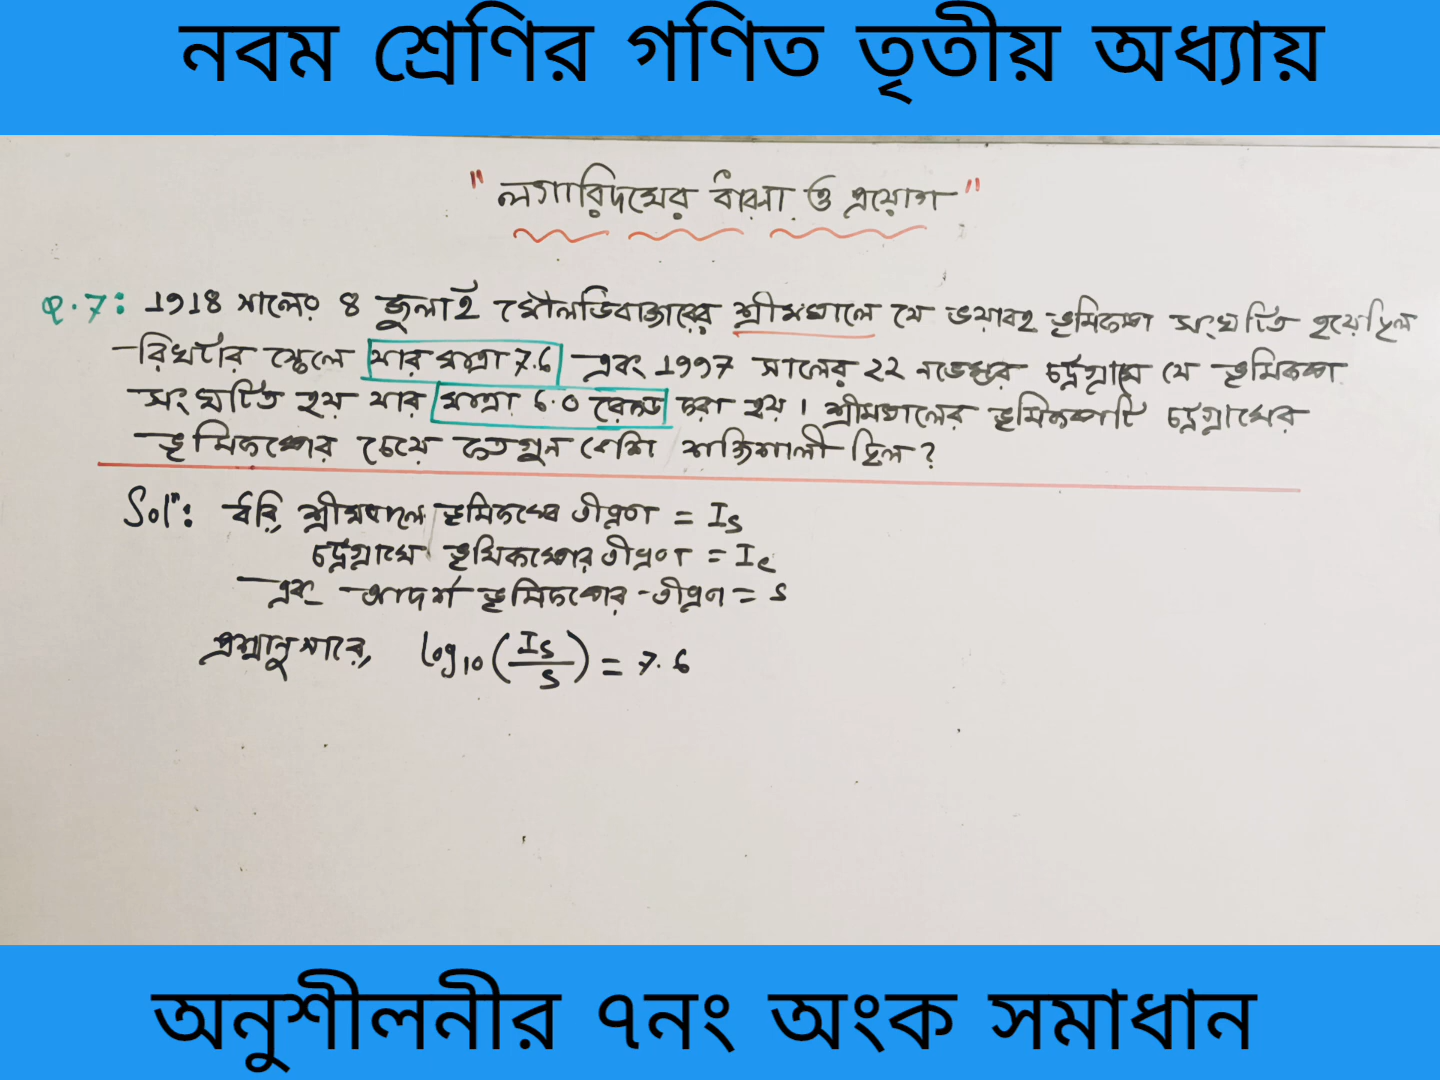 নবম শ্রেণির গণিত তৃতীয় অধ্যায়
"লগারিদমের ধারণা ও প্রয়োগ"
Q.7: 1918 সালের ৪ জুলাই মৌলভিবাজারের শ্রীমঙ্গলে যে ভয়াবহ ভূমিকম্প সংঘটিত হয়েছিল
রিখটার স্কেলে যার মাত্রা 7.6 এবং 1997 সালের ২২ নভেম্বর চট্টগ্রামে যে ভূমিকম্প
সংঘটিত হয় যার মাত্রা 6.0 রেকর্ড করা হয়। শ্রীমঙ্গলের ভূমিকম্পটি চট্টগ্রামের
ভূমিকম্পের চেয়ে কতগুন বেশি শক্তিশালী ছিল?
Solⁿ: ধরি, শ্রীমঙ্গলে ভূমিকম্পের তীব্রতা = Is
চট্টগ্রামে ভূমিকম্পের তীব্রতা = Ic
এবং আদর্শ ভূমিকম্পের তীব্রতা = s
প্রশ্নানুসারে, log₁₀(Is/s) = 7.6
অনুশীলনীর ৭নং অংক সমাধান